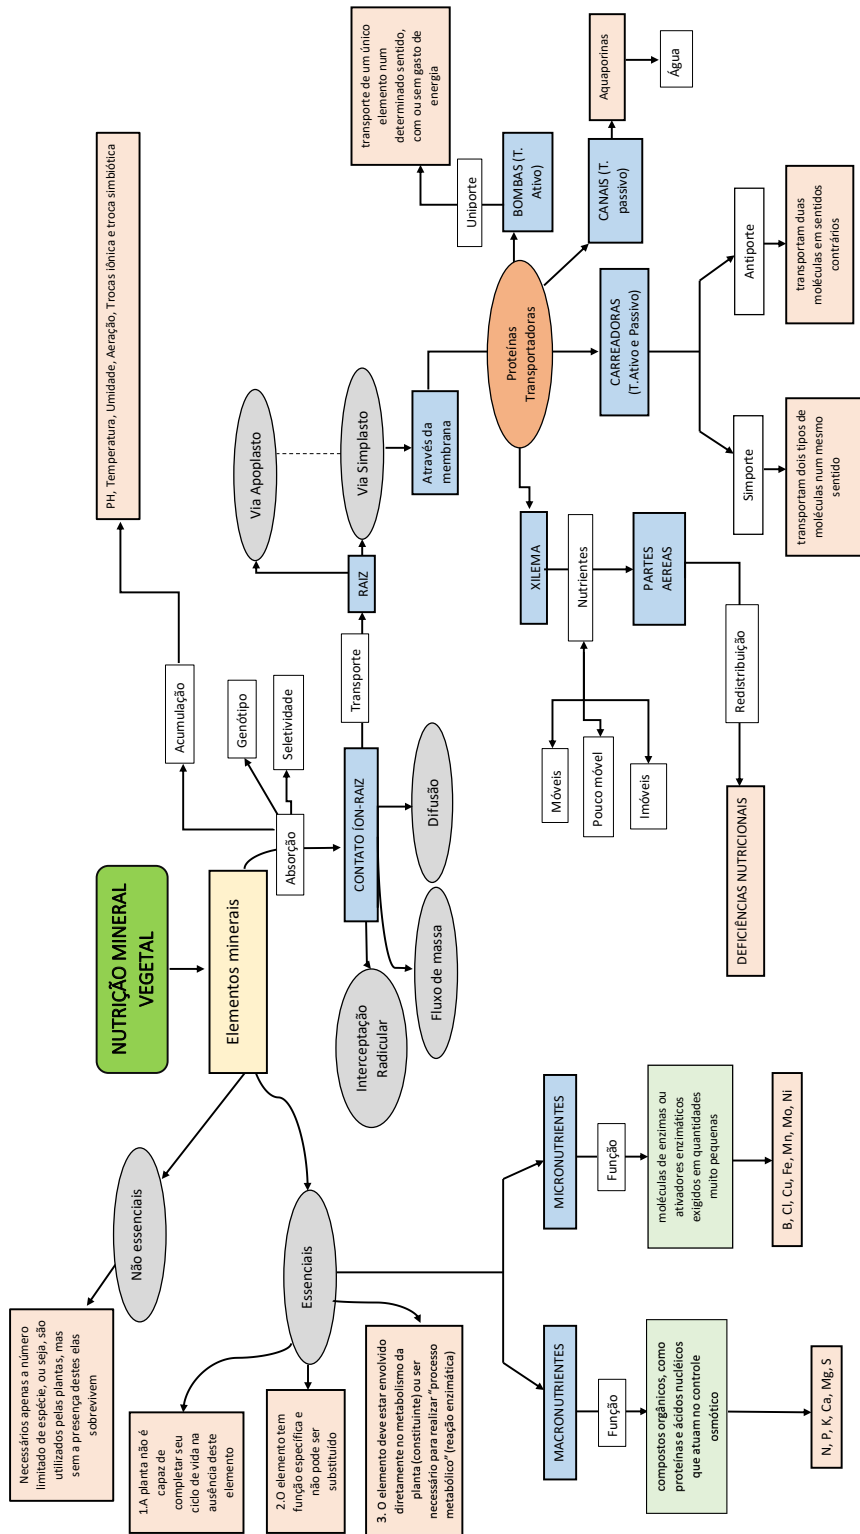 NUTRIÇÃO MINERAL
VEGETAL
Elementos minerais
Não essenciais
Necessários apenas a número
limitado de espécie, ou seja, são
utilizados pelas plantas, mas
sem a presença destes elas
sobrevivem
Essenciais
1.A planta não é
capaz de
completar seu
ciclo de vida na
ausência deste
elemento
2.O elemento tem
função específica e
não pode ser
substituído
3. O elemento deve estar envolvido
diretamente no metabolismo da
planta (constituinte) ou ser
necessário para realizar "processo
metabólico" (reação enzimática)
MACRONUTRIENTES
Função
compostos orgânicos, como
proteínas e ácidos nucléicos
que atuam no controle
osmótico
N, P, K, Ca, Mg, S
MICRONUTRIENTES
Função
moléculas de enzimas ou
ativadores enzimáticos
exigidos em quantidades
muito pequenas
B, Cl, Cu, Fe, Mn, Mo, Ni
Absorção
Acumulação
PH, Temperatura, Umidade, Aeração, Trocas iônica e troca simbiótica
Genótipo
Seletividade
CONTATO ÍON-RAIZ
Interceptação
Radicular
Fluxo de massa
Difusão
Transporte
RAIZ
Via Apoplasto
Via Simplasto
Através da
membrana
Proteínas
Transportadoras
BOMBAS (T.
Ativo)
Uniporte
transporte de um único
elemento num
determinado sentido,
com ou sem gasto de
energia
CANAIS (T.
passivo)
Aquaporinas
Água
CARREADORAS
(T.Ativo e Passivo)
Simporte
transportam dois tipos de
moléculas num mesmo
sentido
Antiporte
transportam duas
moléculas em sentidos
contrários
XILEMA
Nutrientes
Móveis
Pouco móvel
Imóveis
PARTES
AEREAS
Redistribuição
DEFICIÊNCIAS NUTRICIONAIS